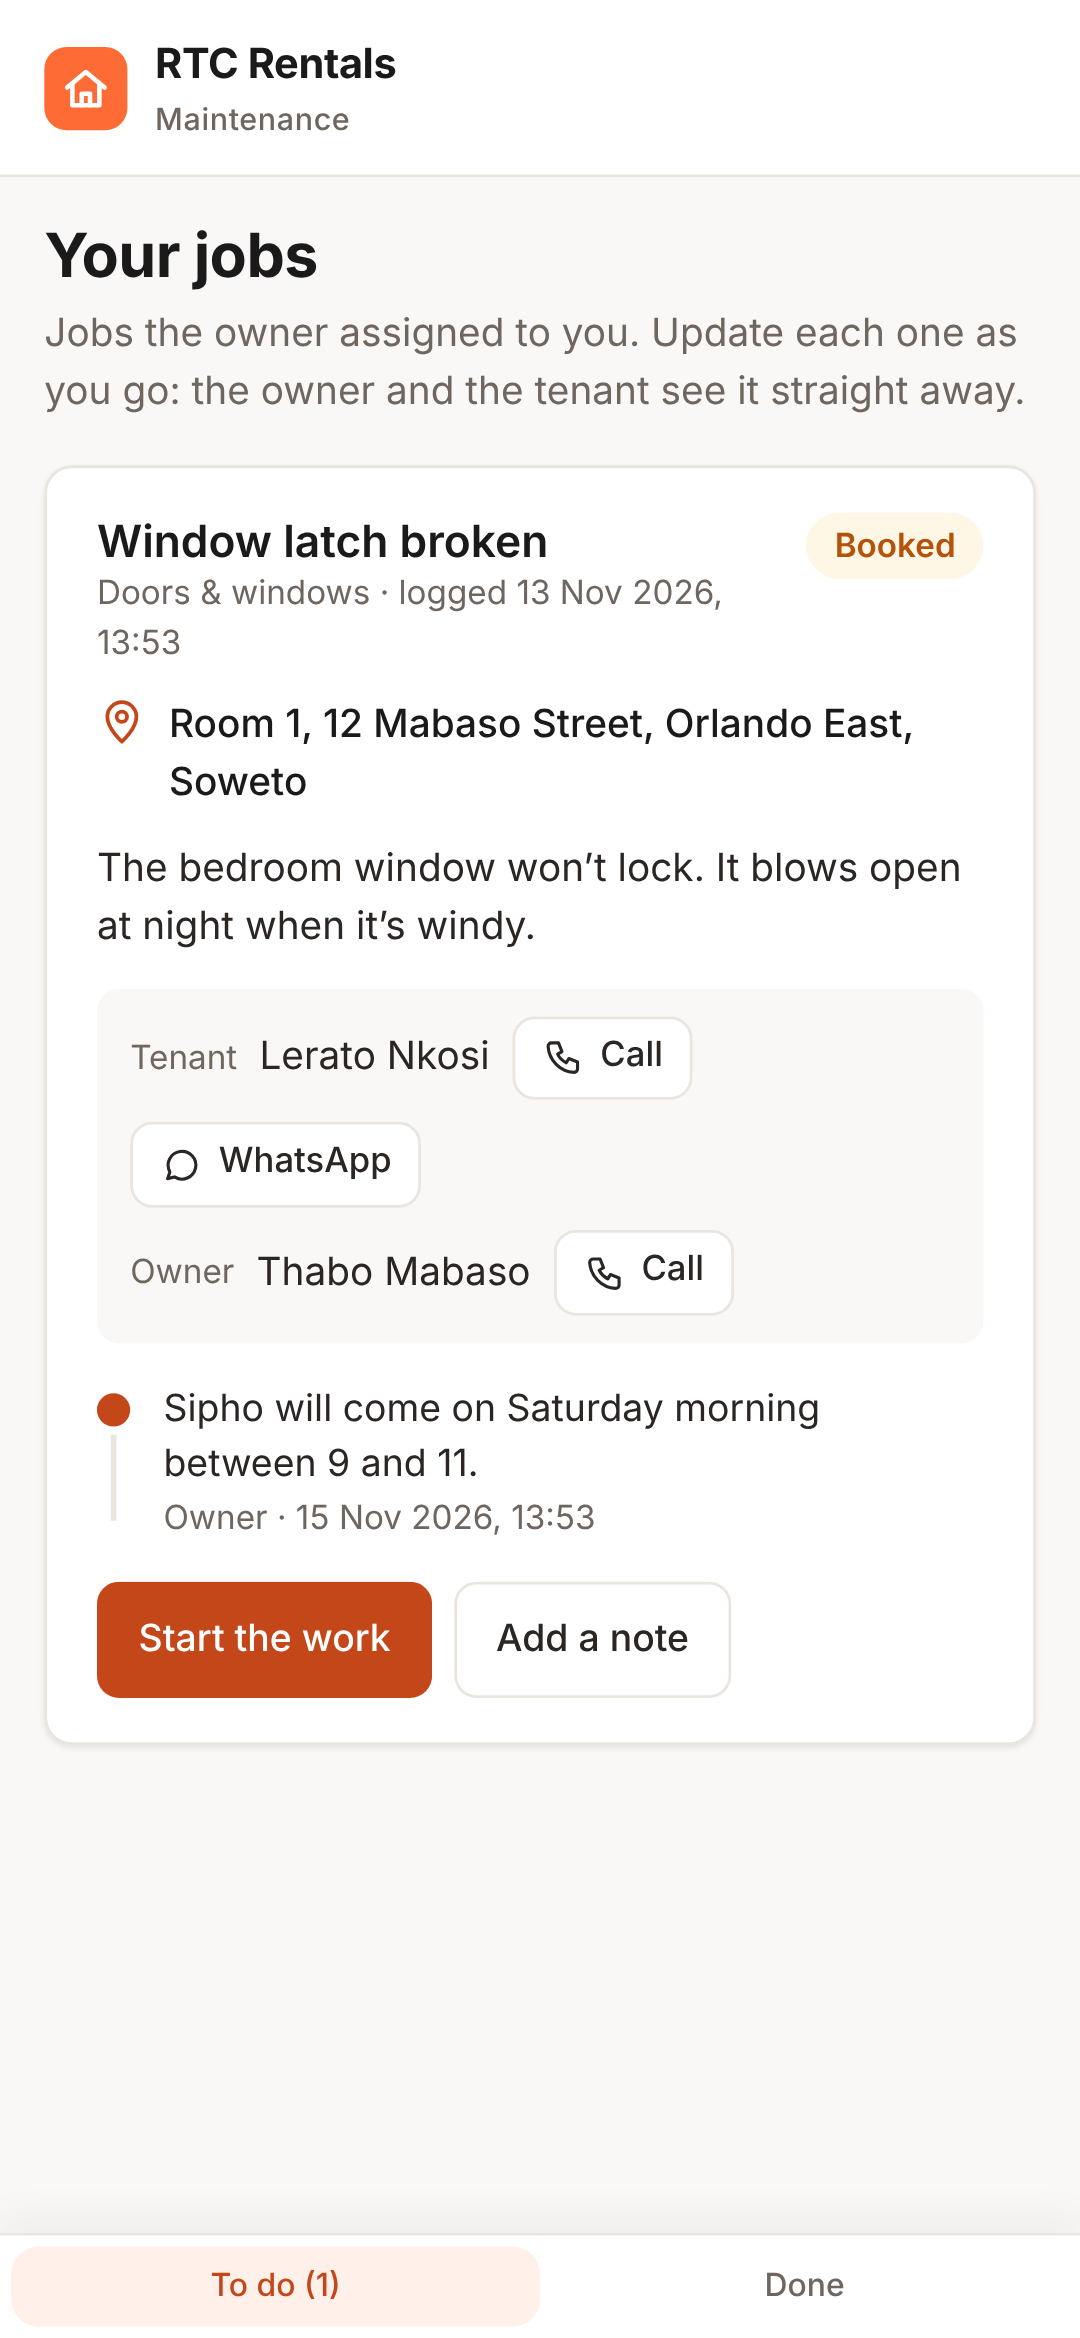 RTC Rentals
Maintenance
Your jobs
Jobs the owner assigned to you. Update each one as
you go: the owner and the tenant see it straight away.
Window latch broken
Booked
Doors & windows · logged 13 Nov 2026,
13:53
Room 1, 12 Mabaso Street, Orlando East,
Soweto
The bedroom window won’t lock. It blows open
at night when it’s windy.
Tenant Lerato Nkosi Call
WhatsApp
Owner Thabo Mabaso Call
Sipho will come on Saturday morning
between 9 and 11.
Owner · 15 Nov 2026, 13:53
Start the work Add a note
To do (1) Done